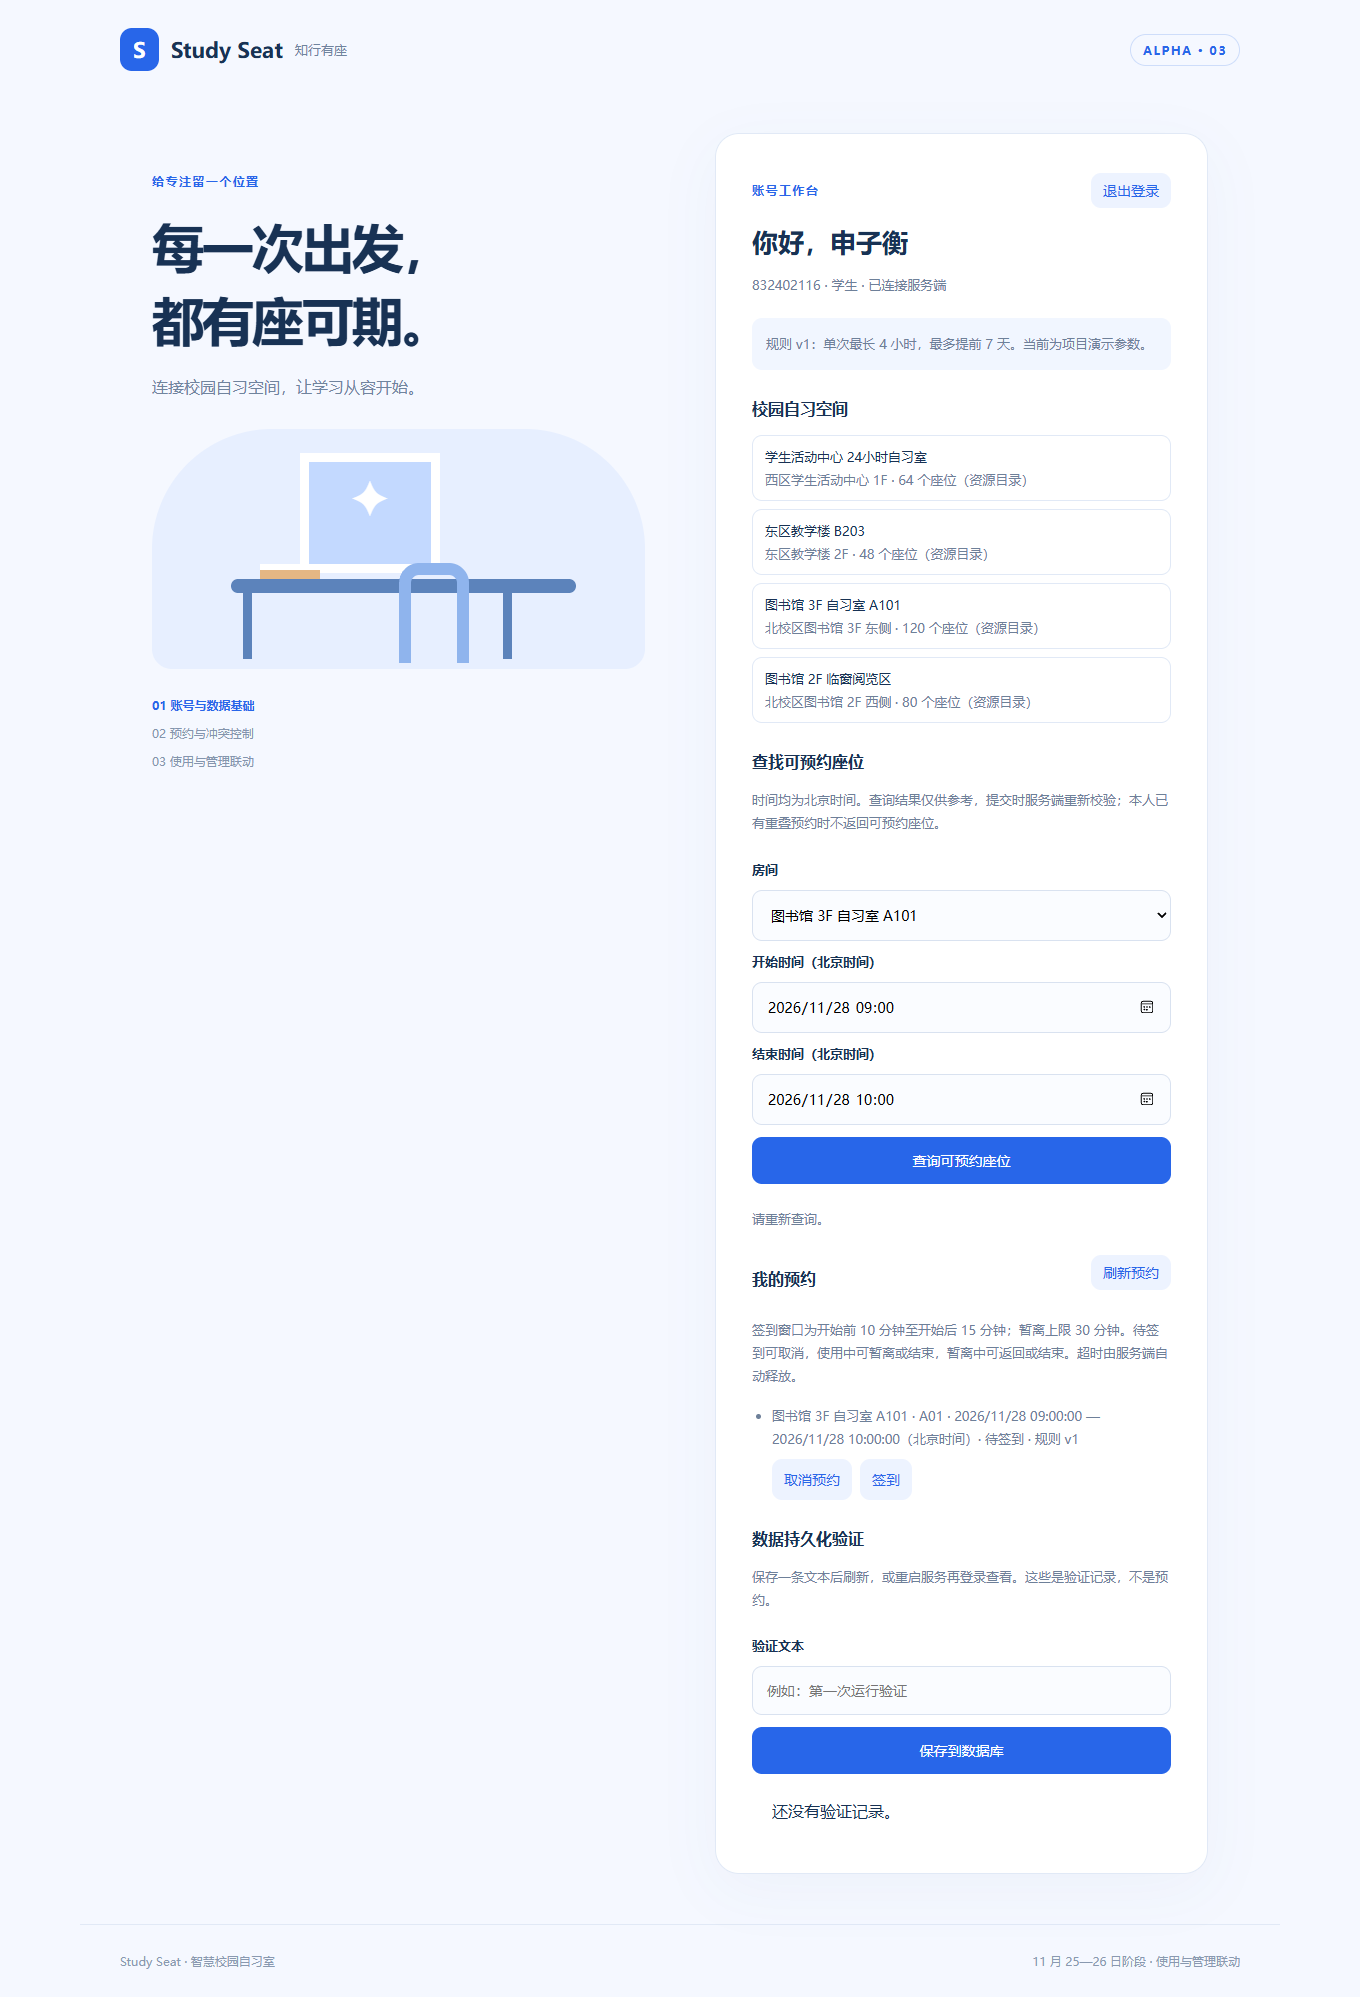 S Study Seat 知行有座
ALPHA • 03
给专注留一个位置
每一次出发，
都有座可期。
连接校园自习空间，让学习从容开始。
01 账号与数据基础
02 预约与冲突控制
03 使用与管理联动
账号工作台
退出登录
你好，申子衡
832402116 · 学生 · 已连接服务端
规则 v1：单次最长 4 小时，最多提前 7 天。当前为项目演示参数。
校园自习空间
学生活动中心 24小时自习室
西区学生活动中心 1F · 64 个座位（资源目录）
东区教学楼 B203
东区教学楼 2F · 48 个座位（资源目录）
图书馆 3F 自习室 A101
北校区图书馆 3F 东侧 · 120 个座位（资源目录）
图书馆 2F 临窗阅览区
北校区图书馆 2F 西侧 · 80 个座位（资源目录）
查找可预约座位
时间均为北京时间。查询结果仅供参考，提交时服务端重新校验；本人已
有重叠预约时不返回可预约座位。
房间
图书馆 3F 自习室 A101
开始时间（北京时间）
2026/11/28 09:00
结束时间（北京时间）
2026/11/28 10:00
查询可预约座位
请重新查询。
我的预约
刷新预约
签到窗口为开始前 10 分钟至开始后 15 分钟；暂离上限 30 分钟。待签
到可取消，使用中可暂离或结束，暂离中可返回或结束。超时由服务端自
动释放。
• 图书馆 3F 自习室 A101 · A01 · 2026/11/28 09:00:00 —
2026/11/28 10:00:00（北京时间）· 待签到 · 规则 v1
取消预约 签到
数据持久化验证
保存一条文本后刷新，或重启服务再登录查看。这些是验证记录，不是预
约。
验证文本
例如：第一次运行验证
保存到数据库
还没有验证记录。
Study Seat · 智慧校园自习室
11 月 25—26 日阶段 · 使用与管理联动